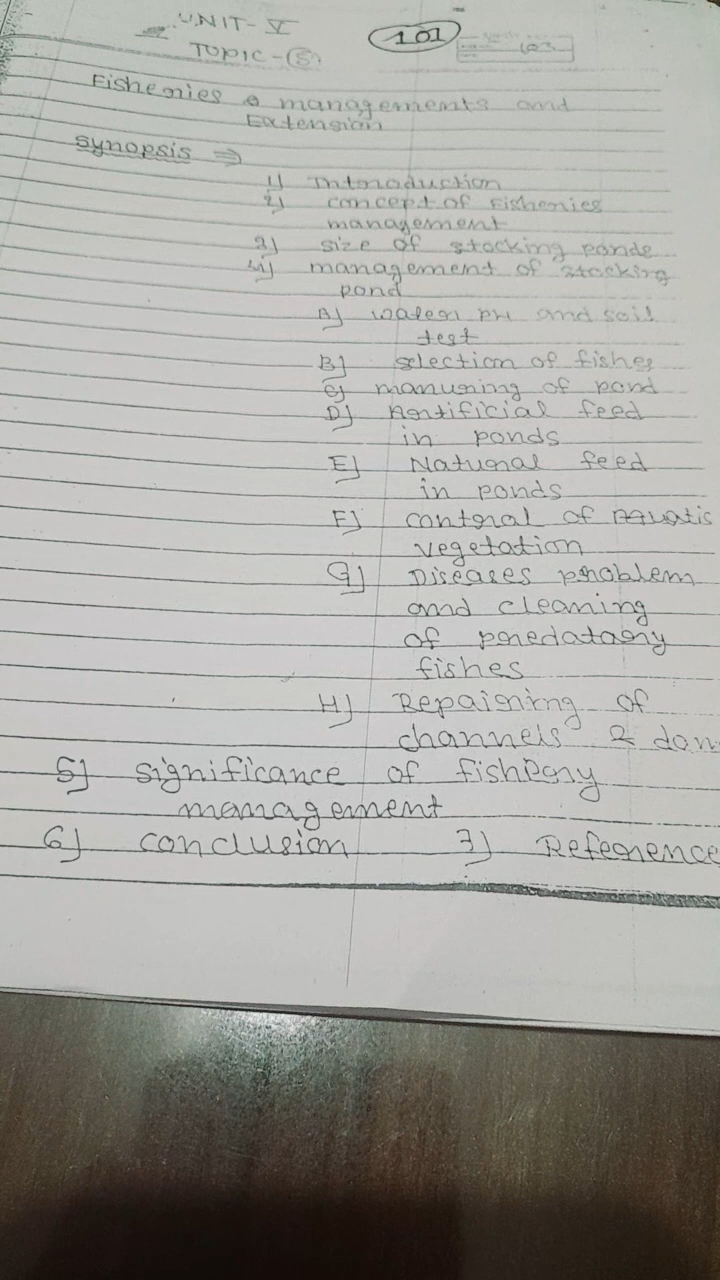 UNIT-V
TOPIC-(5)
101
Fisheries managements and
Extension
Synopsis ⇒
1) Introduction
2) concept of Fisheries
management
3) size of stocking ponds
4) management of stocking
pond
A) water PH and soil
test
B) selection of fishes
C) manuring of pond
D) Artificial feed
in ponds
E) Natural feed
in ponds
F) contral of Aquatic
vegetation
G) Diseases problem
and cleaning
of predatary
fishes
H) Repairing of
channels & dam
5) significance of fishery
management
6) conclusion 7) Reference